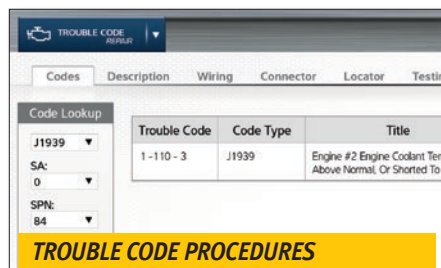 TROUBLE CODE
REPAIR
Codes Description Wiring Connector Locator
Code Lookup
Trouble Code Code Type Title
J1939
1 -110 - 3 J1939 Engine #2 Engine Coolant
Above Normal, Or Shorted To
SA:
0
SPN:
84
TROUBLE CODE PROCEDURES